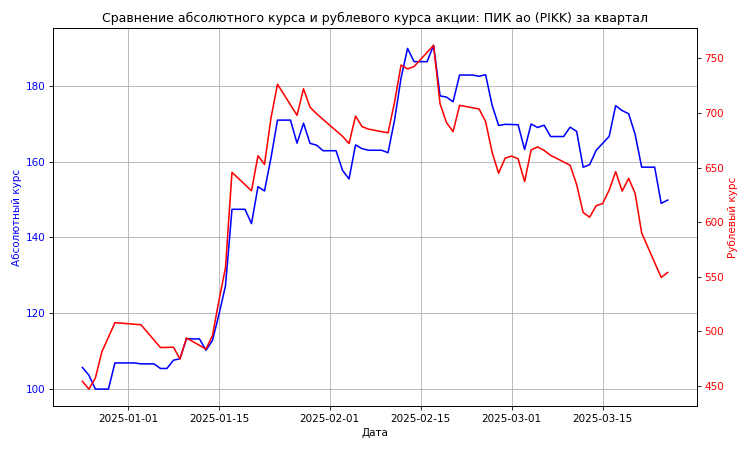 Сравнение абсолютного курса и рублевого курса акции: ПИК ао (PIKK) за квартал
Абсолютный курс
180
160
140
120
100
750
700
650
600
550
500
450
Рублевый курс
2025-01-01 2025-01-15 2025-02-01 2025-02-15 2025-03-01 2025-03-15
Дата